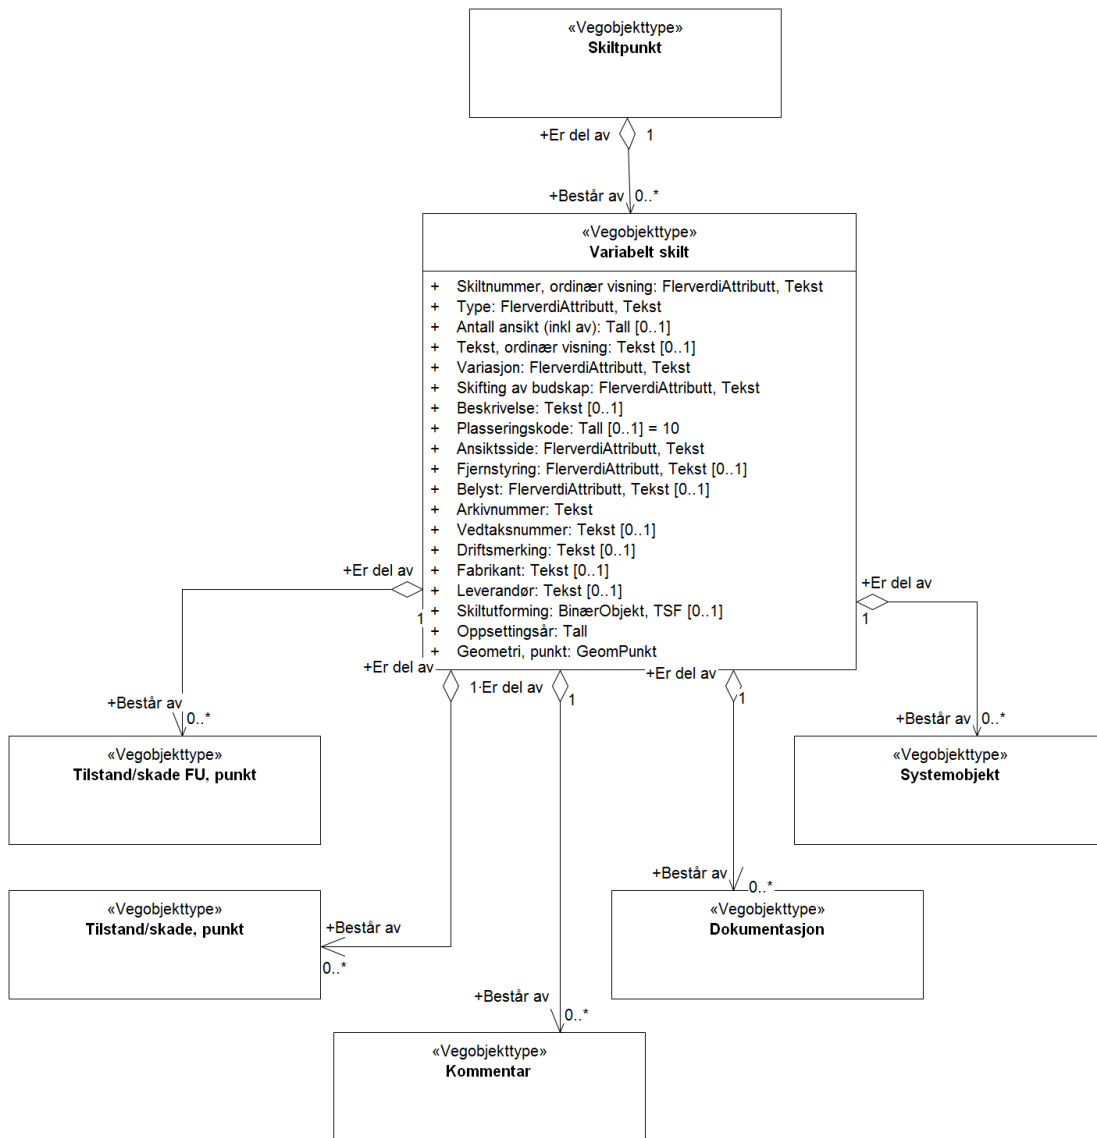 «Vegobjekttype»
Skiltpunkt
+Er del av 1
+Består av 0..*
«Vegobjekttype»
Variabelt skilt
+ Skiltnummer, ordinær visning: FlerverdiAttributt, Tekst
+ Type: FlerverdiAttributt, Tekst
+ Antall ansikt (inkl av): Tall [0..1]
+ Tekst, ordinær visning: Tekst [0..1]
+ Variasjon: FlerverdiAttributt, Tekst
+ Skifting av budskap: FlerverdiAttributt, Tekst
+ Beskrivelse: Tekst [0..1]
+ Plasseringskode: Tall [0..1] = 10
+ Ansiktsside: FlerverdiAttributt, Tekst
+ Fjernstyring: FlerverdiAttributt, Tekst [0..1]
+ Belyst: FlerverdiAttributt, Tekst [0..1]
+ Arkivnummer: Tekst
+ Vedtaksnummer: Tekst [0..1]
+ Driftsmerking: Tekst [0..1]
+ Fabrikant: Tekst [0..1]
+ Leverandør: Tekst [0..1]
+ Skiltutforming: BinærObjekt, TSF [0..1]
+ Oppsettingsår: Tall
+ Geometri, punkt: GeomPunkt
+Er del av
1
+Er del av
1
+Er del av
1
·Er del av
1
+Er del av
1
+Består av
0..*
«Vegobjekttype»
Tilstand/skade FU, punkt
+Består av 0..*
«Vegobjekttype»
Systemobjekt
«Vegobjekttype»
Tilstand/skade, punkt
+Består av
0..*
+Består av
0..*
«Vegobjekttype»
Dokumentasjon
+Består av
0..*
«Vegobjekttype»
Kommentar